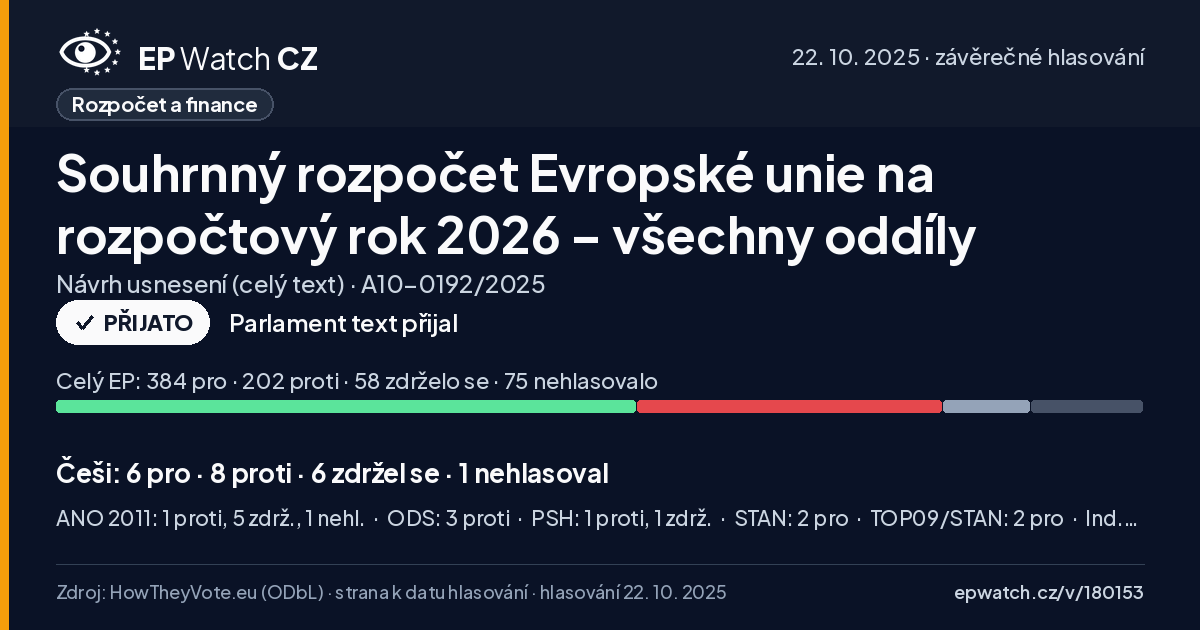 EP Watch CZ
22. 10. 2025 · závěrečné hlasování
Rozpočet a finance
Souhrnný rozpočet Evropské unie na
rozpočtový rok 2026 – všechny oddíly
Návrh usnesení (celý text) · A10-0192/2025
✓ PŘIJATO Parlament text přijal
Celý EP: 384 pro · 202 proti · 58 zdrželo se · 75 nehlasovalo
Češi: 6 pro · 8 proti · 6 zdržel se · 1 nehlasoval
ANO 2011: 1 proti, 5 zdrž., 1 nehl. · ODS: 3 proti · PSH: 1 proti, 1 zdrž. · STAN: 2 pro · TOP09/STAN: 2 pro · Ind.…
Zdroj: HowTheyVote.eu (ODbL) · strana k datu hlasování · hlasování 22. 10. 2025
epwatch.cz/v/180153